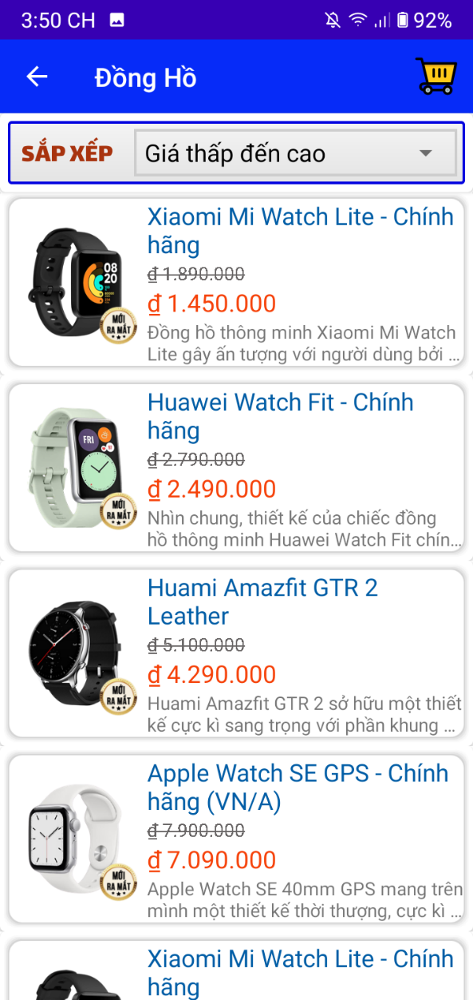 3:50 CH
92%
Đồng Hồ
SẮP XẾP
Giá thấp đến cao
Xiaomi Mi Watch Lite - Chính
hãng
₫ 1.890.000
₫ 1.450.000
Đồng hồ thông minh Xiaomi Mi Watch
Lite gây ấn tượng với người dùng bởi ...
08
20
MỚI
RA MẮT
Huawei Watch Fit - Chính
hãng
₫ 2.790.000
₫ 2.490.000
Nhìn chung, thiết kế của chiếc đồng
hồ thông minh Huawei Watch Fit chín...
FRI
MỚI
RA MẮT
Huami Amazfit GTR 2
Leather
₫ 5.100.000
₫ 4.290.000
Huami Amazfit GTR 2 sở hữu một thiết
kế cực kì sang trọng với phần khung ...
MỚI
RA MẮT
Apple Watch SE GPS - Chính
hãng (VN/A)
₫ 7.900.000
₫ 7.090.000
Apple Watch SE 40mm GPS mang trên
mình một thiết kế thời thượng, cực kì ...
MỚI
RA MẮT
Xiaomi Mi Watch Lite - Chính
hãng